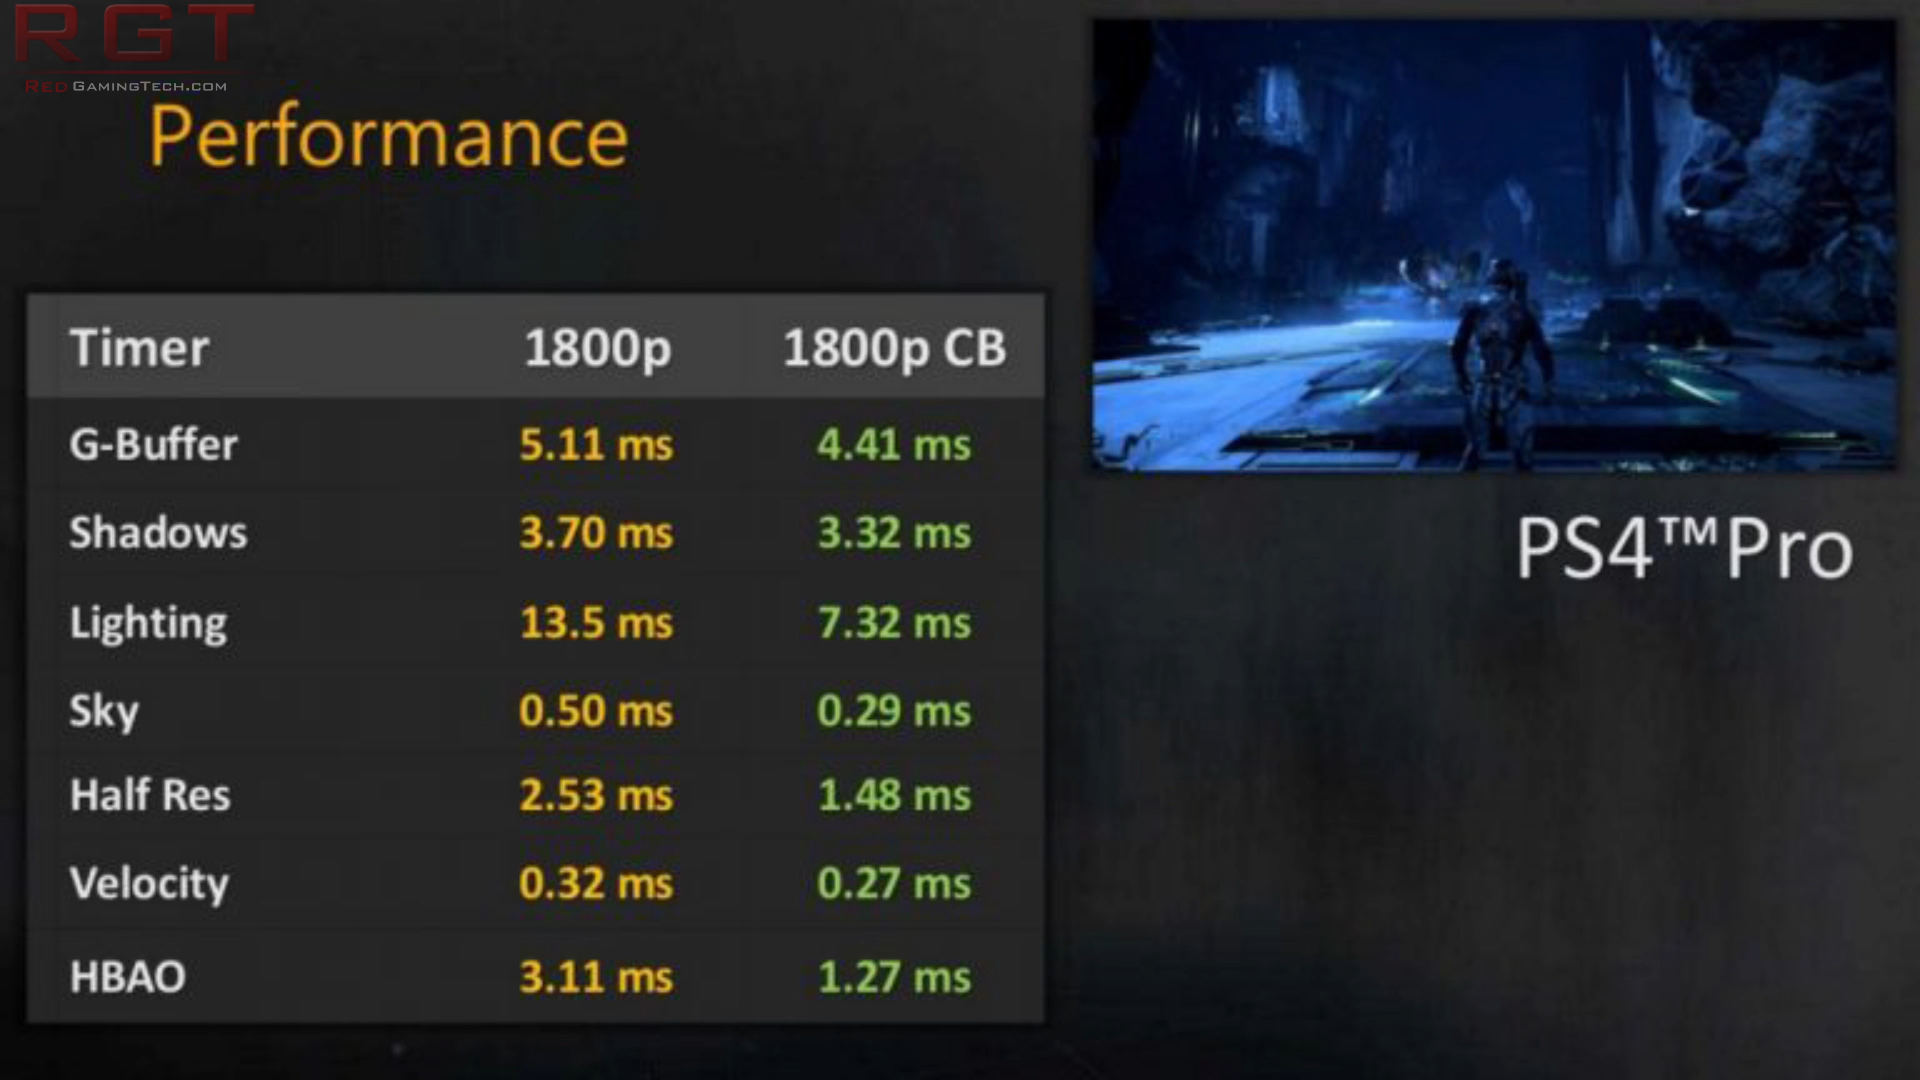 RGT
RedGamingTech.com
Performance
Timer 1800p 1800p CB
G-Buffer 5.11 ms 4.41 ms
Shadows 3.70 ms 3.32 ms
Lighting 13.5 ms 7.32 ms
Sky 0.50 ms 0.29 ms
Half Res 2.53 ms 1.48 ms
Velocity 0.32 ms 0.27 ms
HBAO 3.11 ms 1.27 ms
PS4™Pro